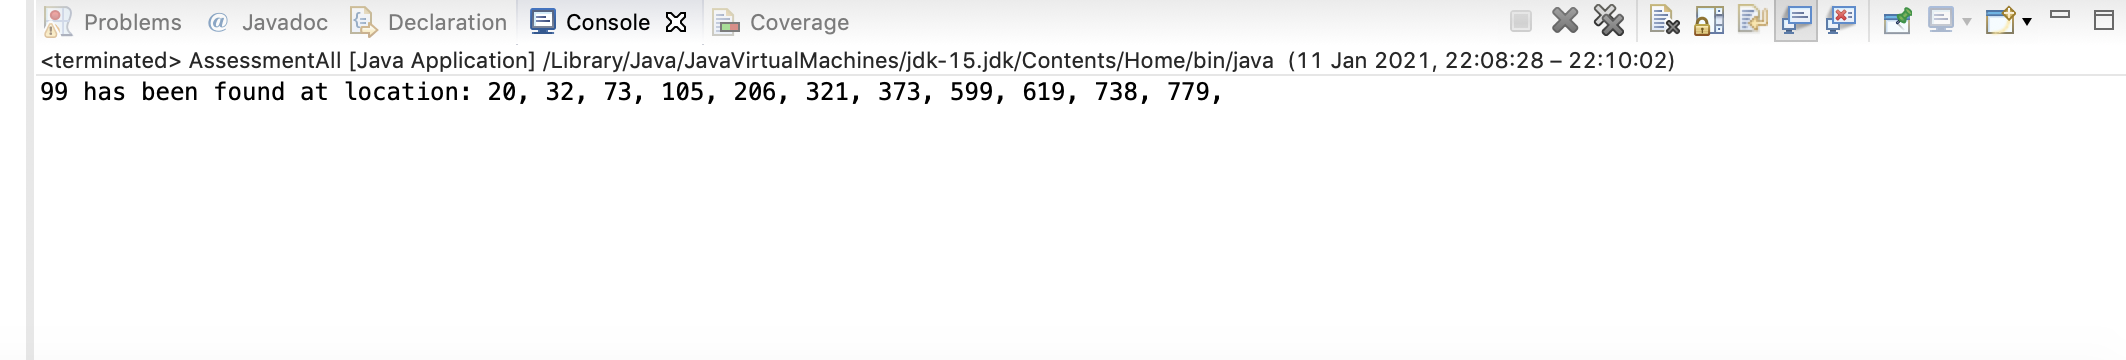 Problems @ Javadoc Declaration Console Coverage
<terminated> AssessmentAll [Java Application] /Library/Java/JavaVirtualMachines/jdk-15.jdk/Contents/Home/bin/java (11 Jan 2021, 22:08:28 – 22:10:02)
99 has been found at location: 20, 32, 73, 105, 206, 321, 373, 599, 619, 738, 779,